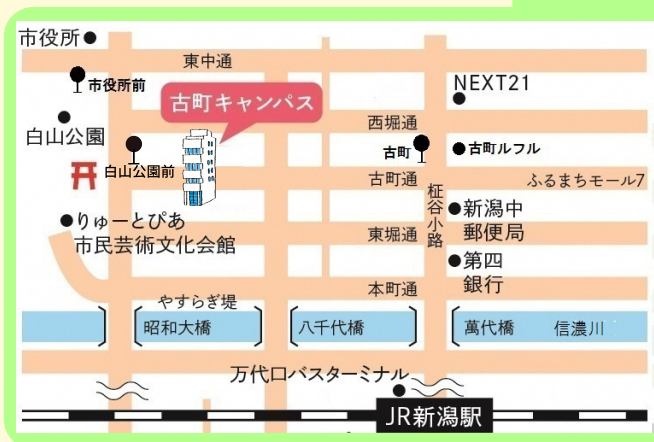 市役所
東中通
市役所前
古町キャンパス
NEXT21
白山公園
西堀通
白山公園前
古町
古町ルフル
古町通
ふるまちモール7
柾谷小路
りゅーとぴあ
市民芸術文化会館
新潟中
郵便局
東堀通
第四
銀行
本町通
やすらぎ堤
昭和大橋
八千代橋
萬代橋
信濃川
万代口バスターミナル
JR新潟駅